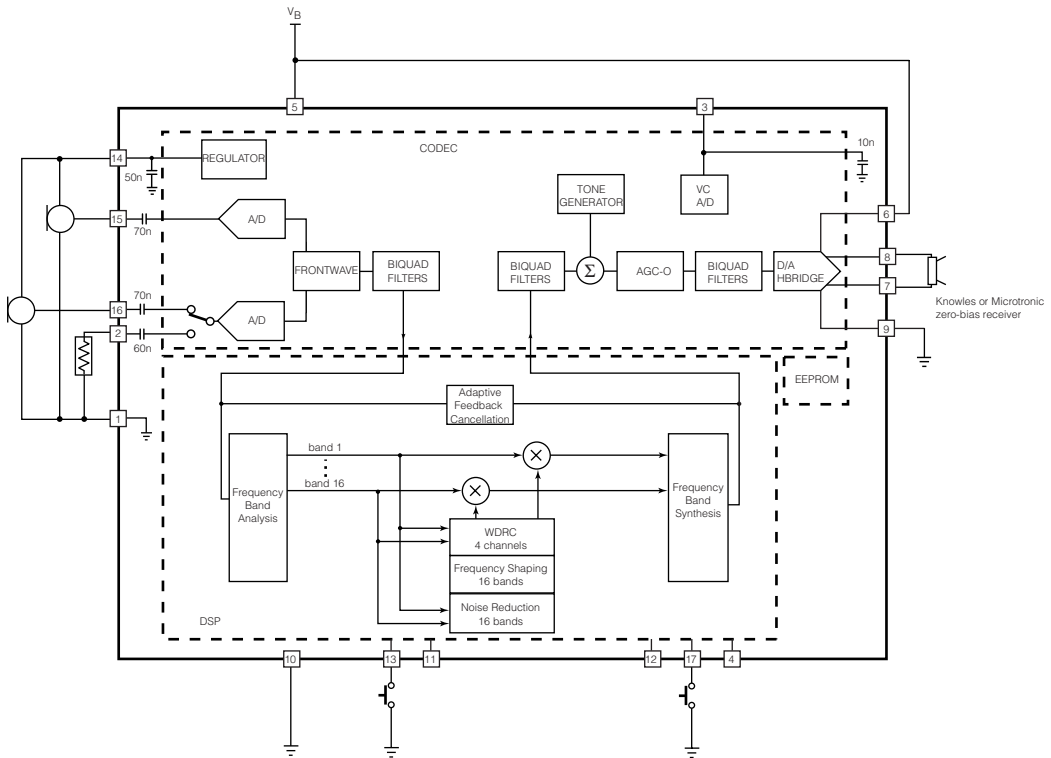 VB
5
3
CODEC
10n
14
REGULATOR
50n
TONE
GENERATOR
VC
A/D
15
70n
A/D
6
FRONTWAVE
BIQUAD
FILTERS
BIQUAD
FILTERS
Σ
AGC-O
BIQUAD
FILTERS
D/A
HBRIDGE
8
7
Knowles or Microtronic
zero-bias receiver
70n
16
2
60n
A/D
9
EEPROM
1
Adaptive
Feedback
Cancellation
band 1
band 16
Frequency
Band
Analysis
Frequency
Band
Synthesis
WDRC
4 channels
Frequency Shaping
16 bands
Noise Reduction
16 bands
DSP
10
13
11
12
17
4